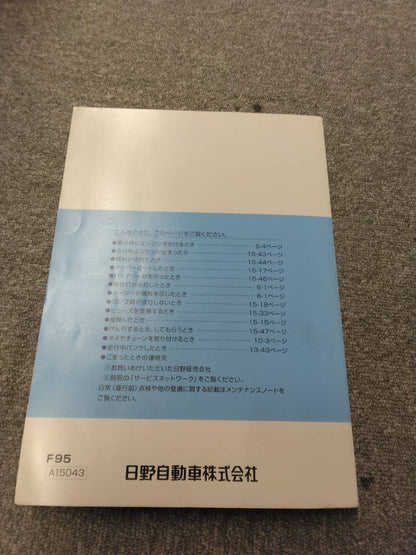 こんなときに、このページをご覧ください。
●寒冷時にエンジンをかけるとき 5-4ページ
●走行中エンジンが止まったら 15-43ページ
●燃料が切れたとき 15-44ページ
●オーバーヒートしたとき 15-17ページ
●バッテリーがあがったとき 15-46ページ
●警告灯が点灯したとき 6-1ページ
●メーターが異常を示したとき 6-1ページ
●ランプ類が点灯しないとき 15-18ページ
●ヒューズを交換するとき 15-33ページ
●故障したとき 15-15ページ
●けん引するとき、してもらうとき 15-47ページ
●タイヤチェーンを取り付けるとき 10-3ページ
●走行中パンクしたとき 13-43ページ
●こまったときの連絡先
①お買いあげいただいた日野販売会社
②別冊の「サービスネットワーク」をご覧ください。
日常(運行前)点検や他の整備に関する記載はメンテナンスノートを
ご覧ください。
F95
A15043
日野自動車株式会社